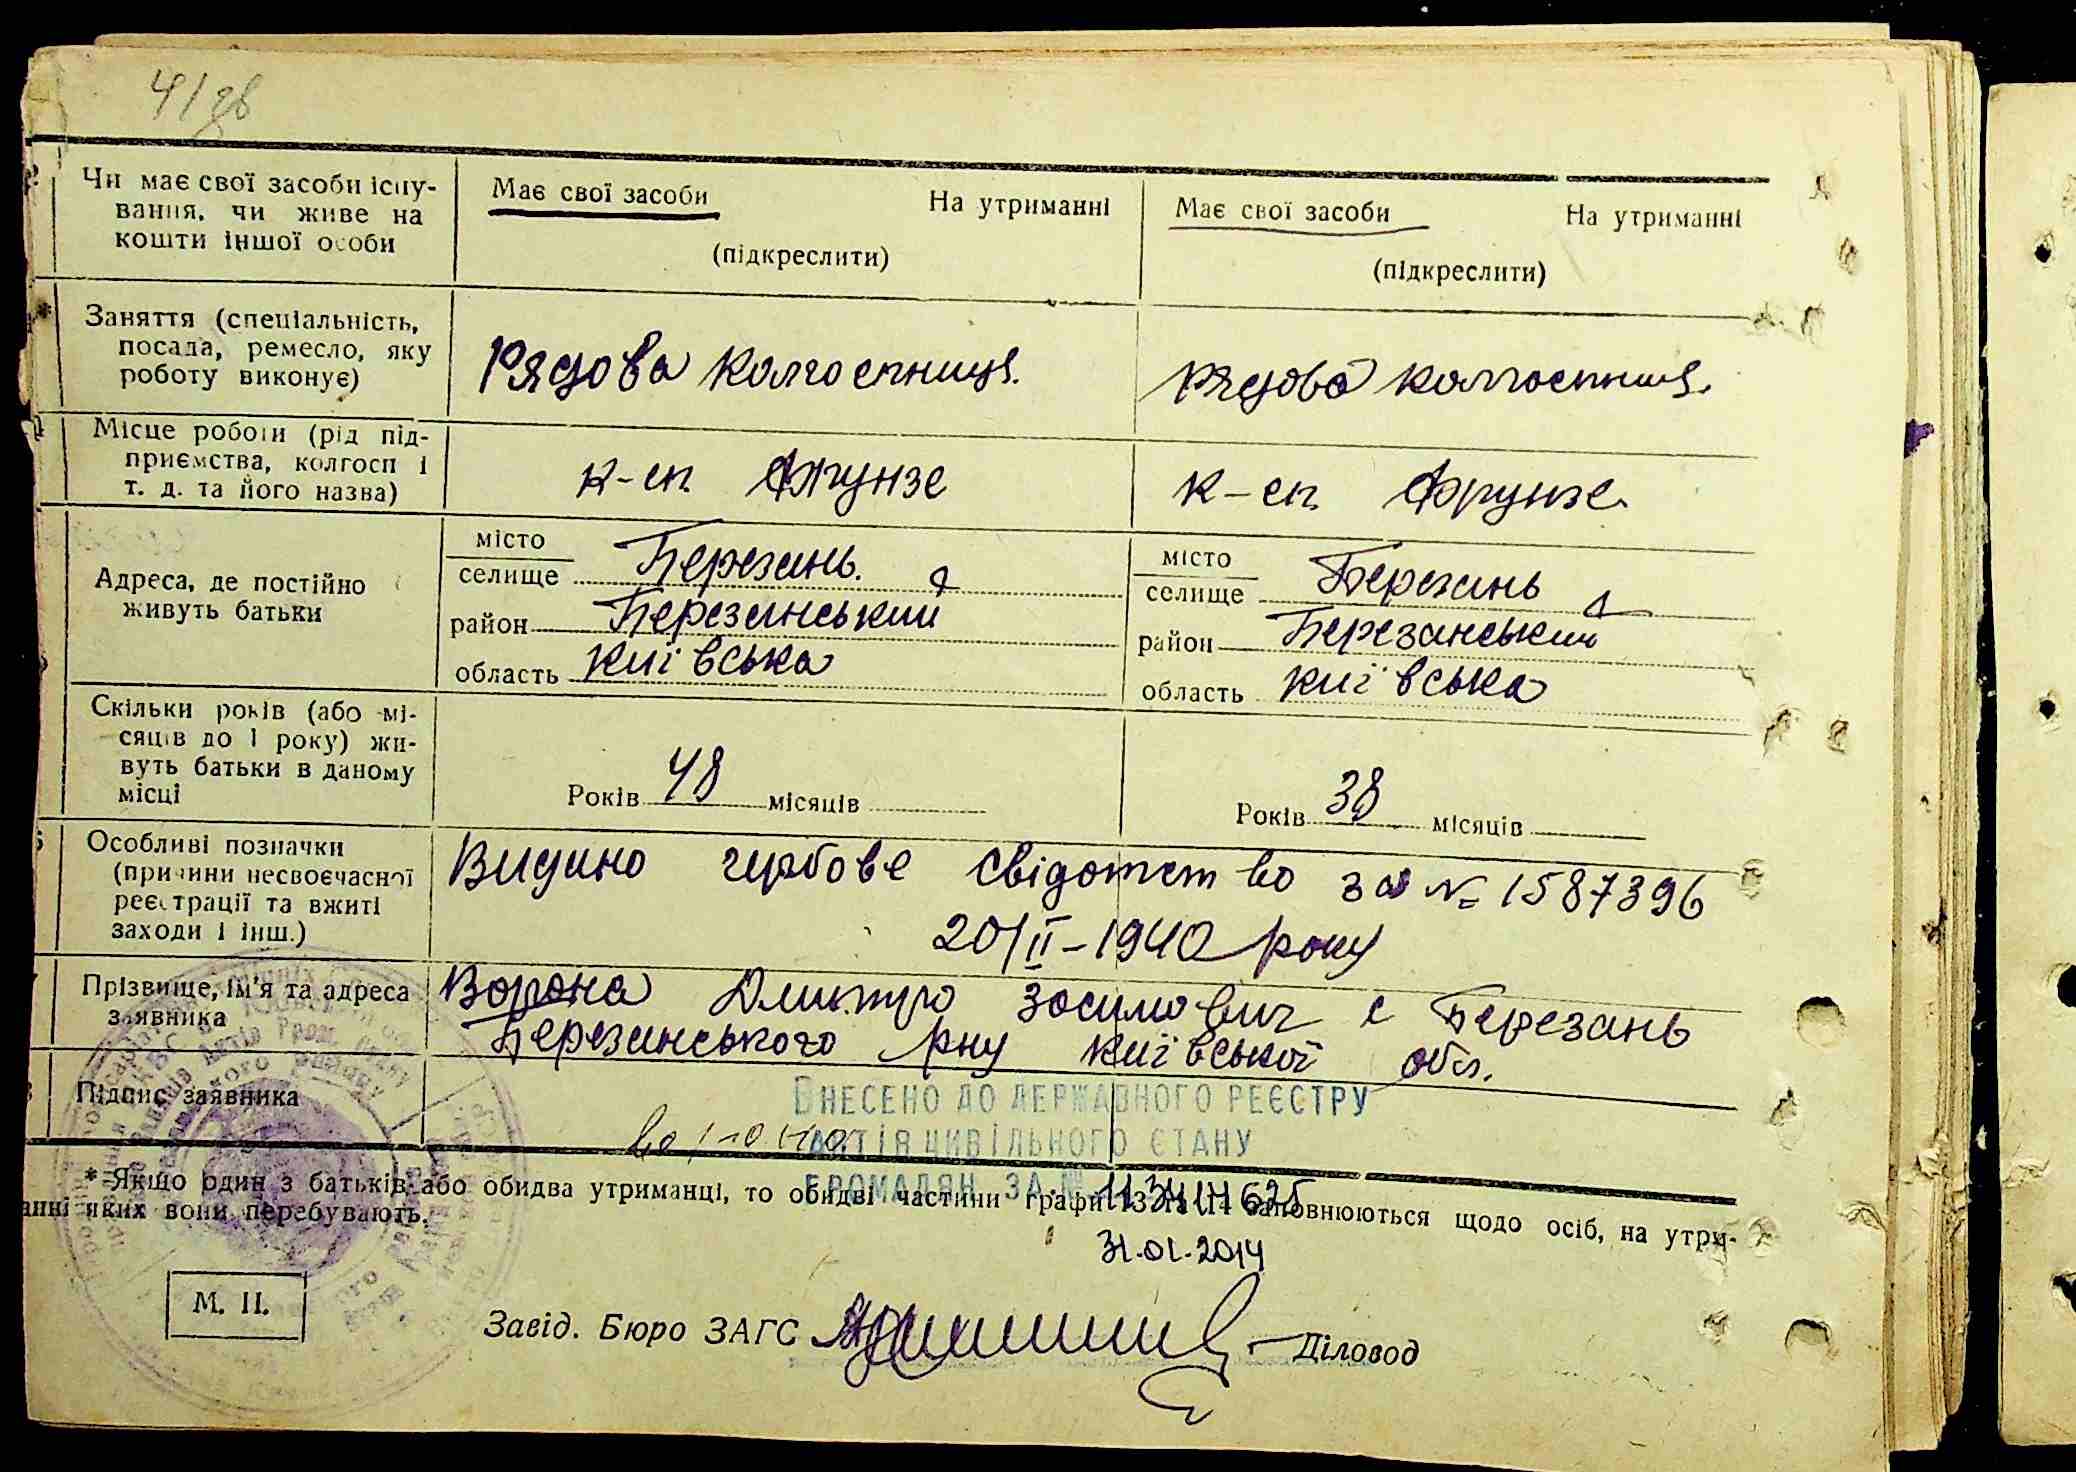 4/зв
Чи має свої засоби існу-
вання, чи живе на
кошти іншої особи
Має свої засоби На утриманні
(підкреслити)
Має свої засоби На утриманні
(підкреслити)
Заняття (спеціальність,
посада, ремесло, яку
роботу виконує)
Рядова колгоспниця.
Рядова колгоспниця.
Місце роботи (рід під-
приємства, колгосп і
т. д. та його назва)
к-сп. Фрунзе
к-сп. Фрунзе
Адреса, де постійно
живуть батьки
місто
селище Березань.
район Березанський
область Київська
місто
селище Березань
район Березанський
область Київська
Скільки років (або мі-
сяців до 1 року) жи-
вуть батьки в даному
місці
Років 48 місяців
Років 38 місяців
Особливі позначки
(причини несвоєчасної
реєстрації та вжиті
заходи і інш.)
Видано гербове свідотство за № 1587396
20/II-1940 року
Прізвище, ім'я та адреса
заявника
Ворона Дмитро Зосимович с Березань
Березанського р-ну Київської обл.
Підпис заявника
ВНЕСЕНО ДО ДЕРЖАВНОГО РЕЄСТРУ
АКТІВ ЦИВІЛЬНОГО СТАНУ
ГРОМАДЯН ЗА №
* Якщо один з батьків або обидва утриманці, то обидві частини графи 13 та 14 заповнюються щодо осіб, на утри-
анні яких вони перебувають.
31.01.2014
М. П.
Завід. Бюро ЗАГС Діловод